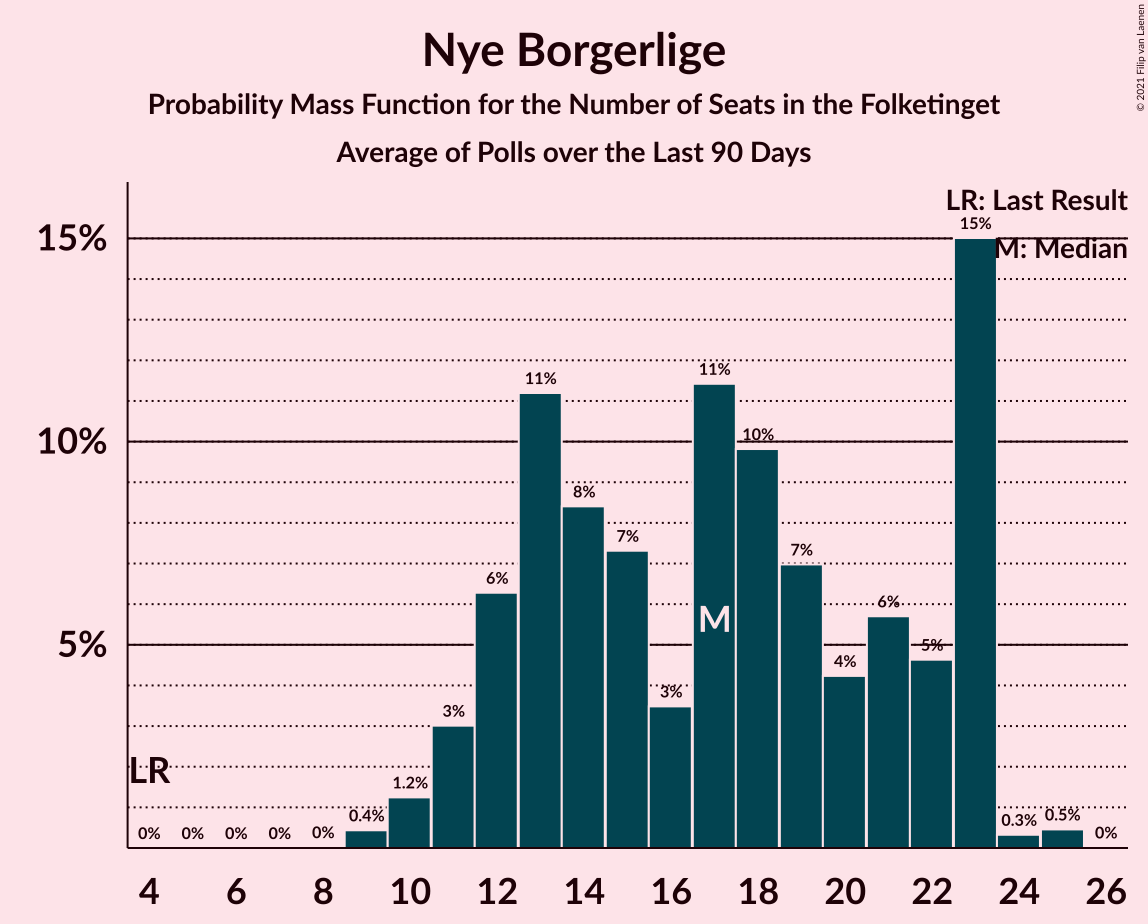 Nye Borgerlige
Probability Mass Function for the Number of Seats in the Folketinget
Average of Polls over the Last 90 Days
© 2021 Filip van Laenen
LR: Last Result
M: Median
15%
10%
5%
LR
M
0% 0% 0% 0% 0% 0.4% 1.2% 3% 6% 11% 8% 7% 3% 11% 10% 7% 4% 6% 5% 15% 0.3% 0.5% 0%
4 6 8 10 12 14 16 18 20 22 24 26